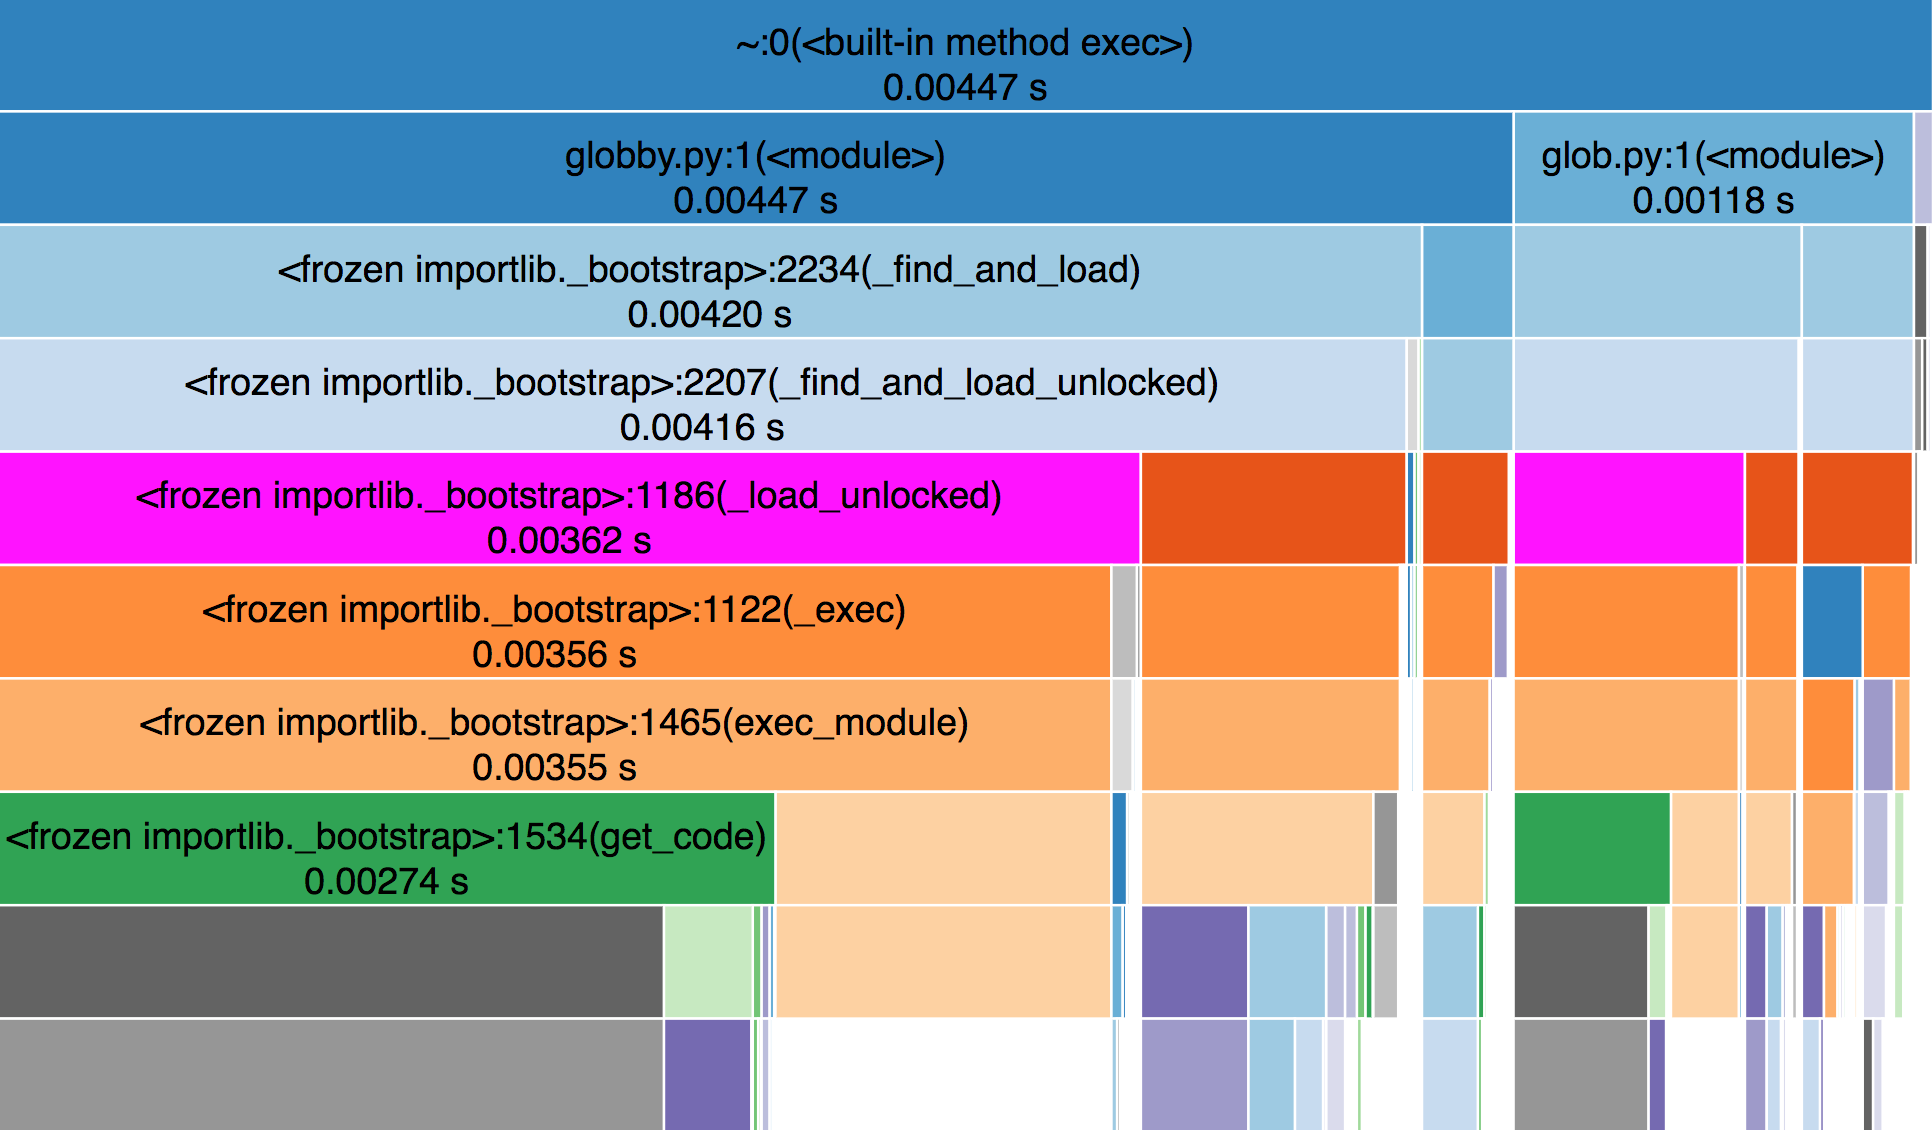 ~:0(<built-in method exec>)
0.00447 s
globby.py:1(<module>)
0.00447 s
glob.py:1(<module>)
0.00118 s
<frozen importlib._bootstrap>:2234(_find_and_load)
0.00420 s
<frozen importlib._bootstrap>:2207(_find_and_load_unlocked)
0.00416 s
<frozen importlib._bootstrap>:1186(_load_unlocked)
0.00362 s
<frozen importlib._bootstrap>:1122(_exec)
0.00356 s
<frozen importlib._bootstrap>:1465(exec_module)
0.00355 s
<frozen importlib._bootstrap>:1534(get_code)
0.00274 s